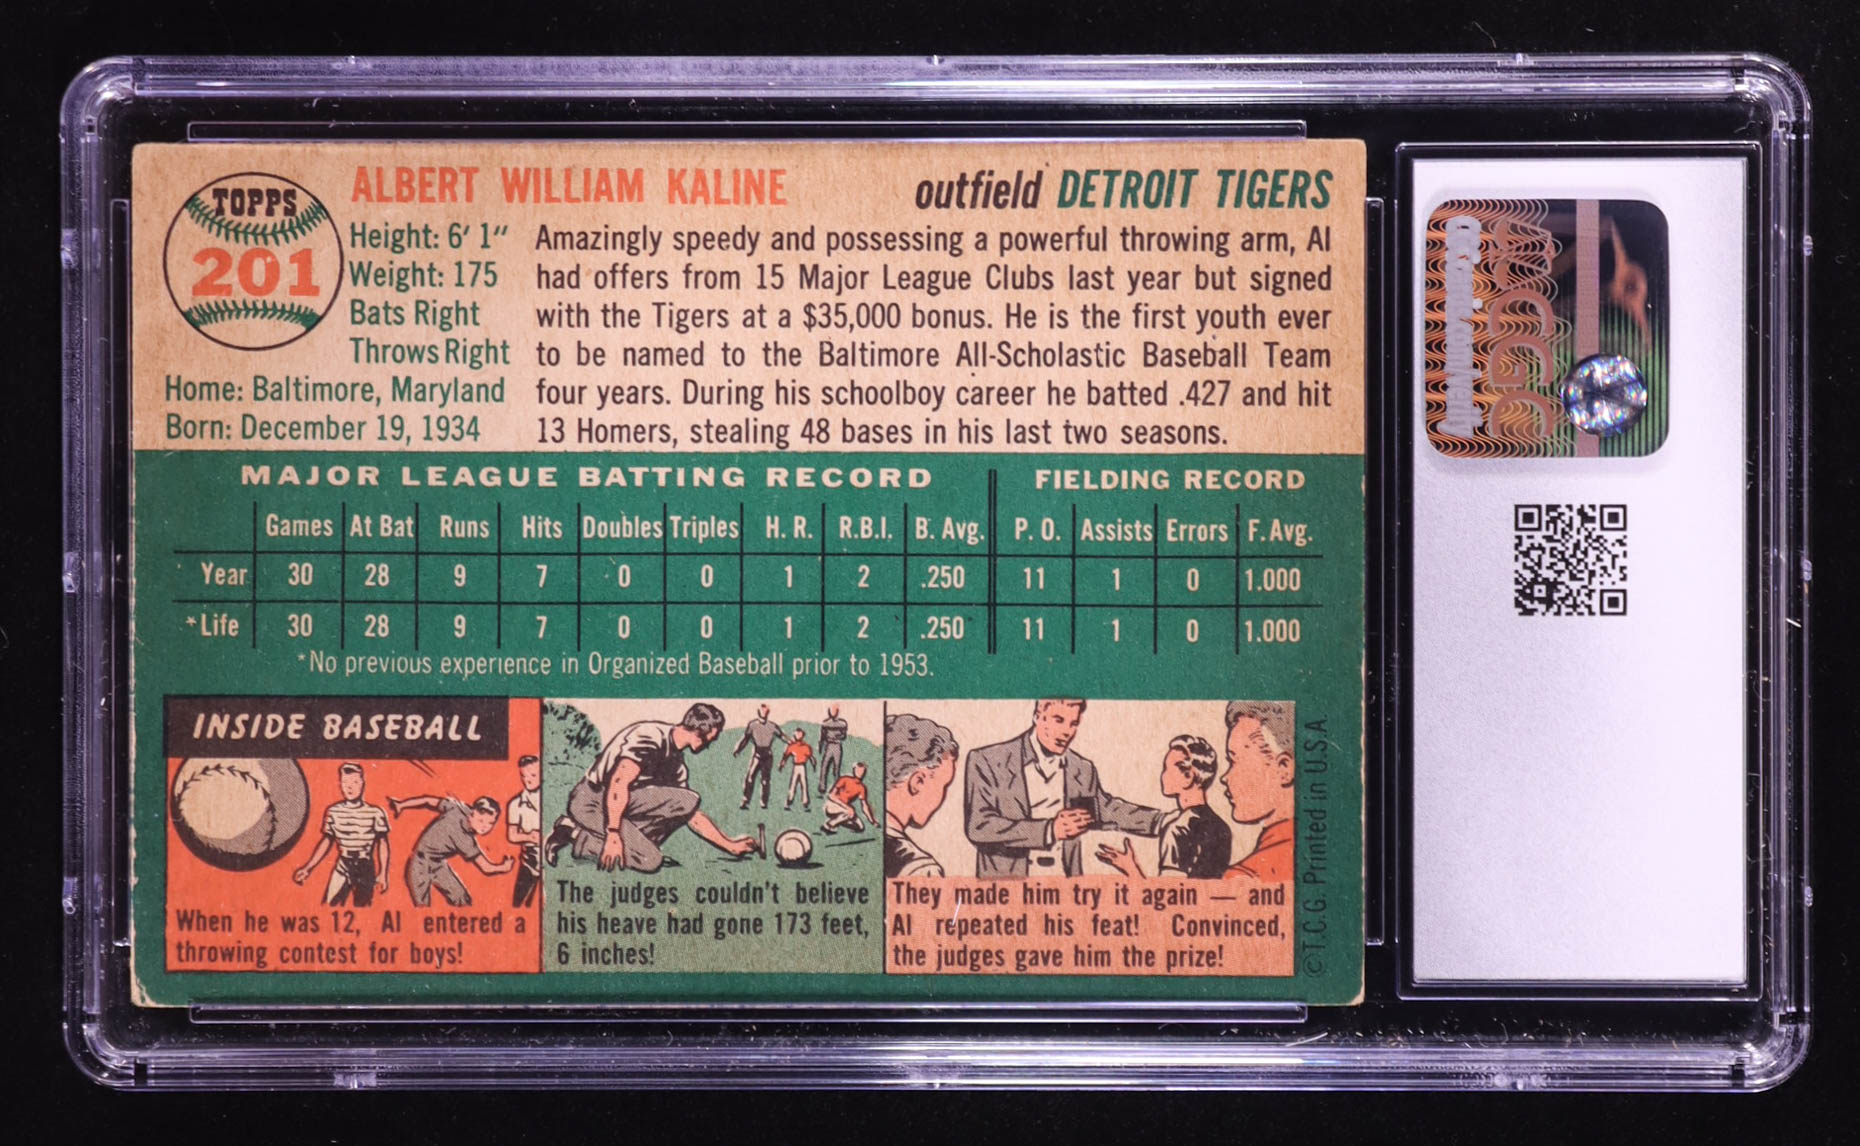 TOPPS
201
ALBERT WILLIAM KALINE
outfield DETROIT TIGERS
Height: 6' 1"
Weight: 175
Bats Right
Throws Right
Home: Baltimore, Maryland
Born: December 19, 1934
Amazingly speedy and possessing a powerful throwing arm, Al
had offers from 15 Major League Clubs last year but signed
with the Tigers at a $35,000 bonus. He is the first youth ever
to be named to the Baltimore All-Scholastic Baseball Team
four years. During his schoolboy career he batted .427 and hit
13 Homers, stealing 48 bases in his last two seasons.
MAJOR LEAGUE BATTING RECORD FIELDING RECORD
Games At Bat Runs Hits Doubles Triples H. R. R.B.I. B. Avg. P. O. Assists Errors F. Avg.
Year 30 28 9 7 0 0 1 2 .250 11 1 0 1.000
*Life 30 28 9 7 0 0 1 2 .250 11 1 0 1.000
*No previous experience in Organized Baseball prior to 1953.
INSIDE BASEBALL
When he was 12, Al entered a
throwing contest for boys!
The judges couldn't believe
his heave had gone 173 feet,
6 inches!
They made him try it again — and
Al repeated his feat! Convinced,
the judges gave him the prize!
© T.C.G. Printed in U.S.A.
CGC